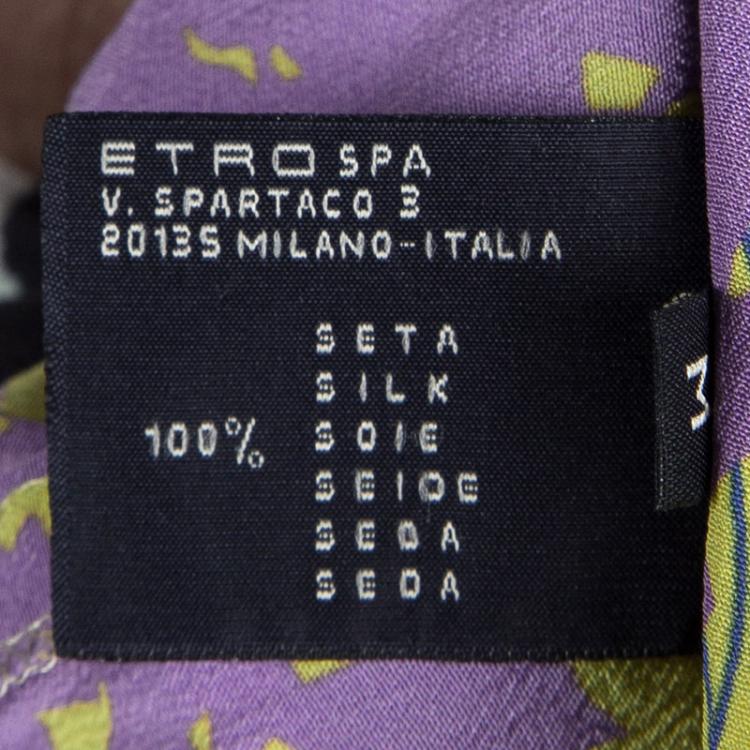 ETRO SPA
V. SPARTACO 3
20135 MILANO-ITALIA
SETA
SILK
100% SOIE
SEIDE
SEDA
SEDA
M